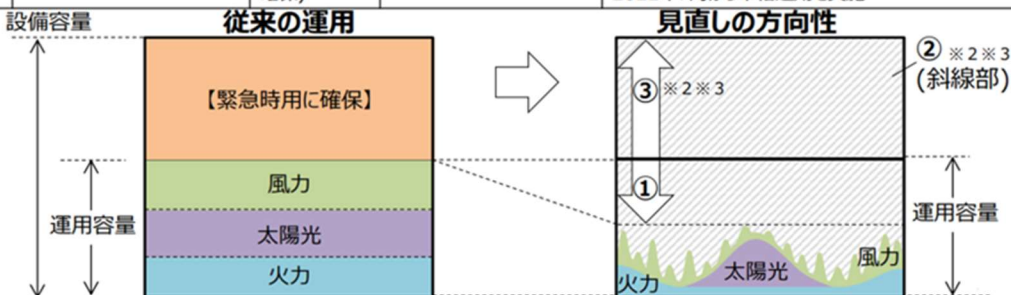 設備容量
従来の運用
見直しの方向性
【緊急時用に確保】
風力
太陽光
火力
運用容量
② ※2※3
(斜線部)
③ ※2※3
①
運用容量
風力
太陽光
火力